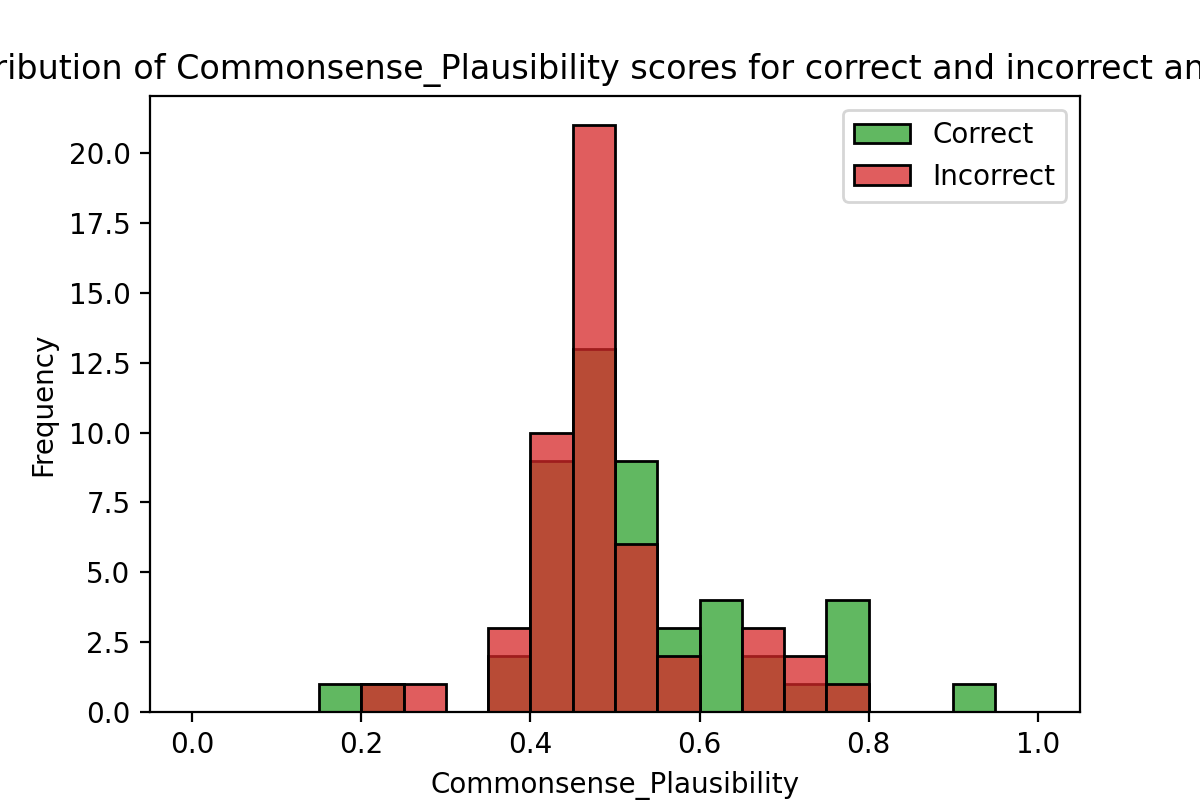 ribution of Commonsense_Plausibility scores for correct and incorrect an
Correct
Incorrect
20.0
17.5
15.0
12.5
10.0
7.5
5.0
2.5
0.0
Frequency
0.0 0.2 0.4 0.6 0.8 1.0
Commonsense_Plausibility